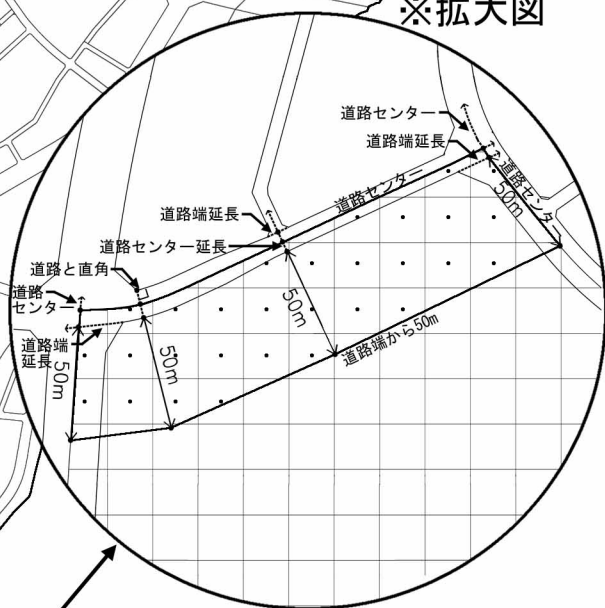 ※拡大図
道路センター
道路端延長
道路センター
50m
道路センター
道路端延長
道路センター延長
道路と直角
道路
センター
道路端
延長
50m
50m
50m
道路端から50m